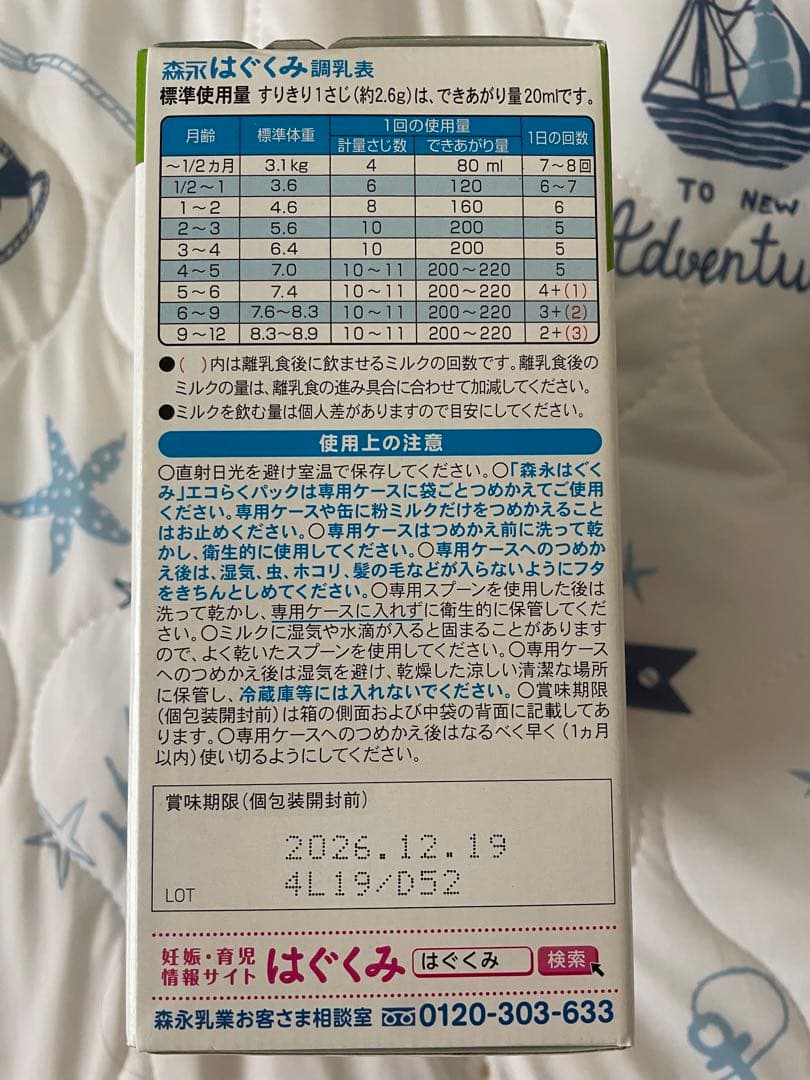 森永はぐくみ調乳表
標準使用量 すりきり1さじ(約2.6g)は、できあがり量20mlです。
月齢 標準体重 1回の使用量 1日の回数
計量さじ数 できあがり量
～1/2カ月 3.1kg 4 80 ml 7～8回
1/2～1 3.6 6 120 6～7
1～2 4.6 8 160 6
2～3 5.6 10 200 5
3～4 6.4 10 200 5
4～5 7.0 10～11 200～220 5
5～6 7.4 10～11 200～220 4+(1)
6～9 7.6～8.3 10～11 200～220 3+(2)
9～12 8.3～8.9 10～11 200～220 2+(3)
●( )内は離乳食後に飲ませるミルクの回数です。離乳食後の
ミルクの量は、離乳食の進み具合に合わせて加減してください。
●ミルクを飲む量は個人差がありますので目安にしてください。
使用上の注意
○直射日光を避け室温で保存してください。○「森永はぐく
み」エコらくパックは専用ケースに袋ごとつめかえてご使用
ください。専用ケースや缶に粉ミルクだけをつめかえること
はお止めください。○専用ケースはつめかえ前に洗って乾
かし、衛生的に使用してください。○専用ケースへのつめか
え後は、湿気、虫、ホコリ、髪の毛などが入らないようにフタ
をきちんとしめてください。○専用スプーンを使用した後は
洗って乾かし、専用ケースに入れずに衛生的に保管してくだ
さい。○ミルクに湿気や水滴が入ると固まることがあります
ので、よく乾いたスプーンを使用してください。○専用ケー
スへのつめかえ後は湿気を避け、乾燥した涼しい清潔な場所
に保管し、冷蔵庫等には入れないでください。○賞味期限
(個包装開封前)は箱の側面および中袋の背面に記載してあ
ります。○専用ケースへのつめかえ後はなるべく早く(1ヵ月
以内)使い切るようにしてください。
賞味期限(個包装開封前)
2026.12.19
LOT 4L19/D52
妊娠・育児
情報サイト はぐくみ はぐくみ 検索
森永乳業お客さま相談室 0120-303-633
TO NEW
Adventu